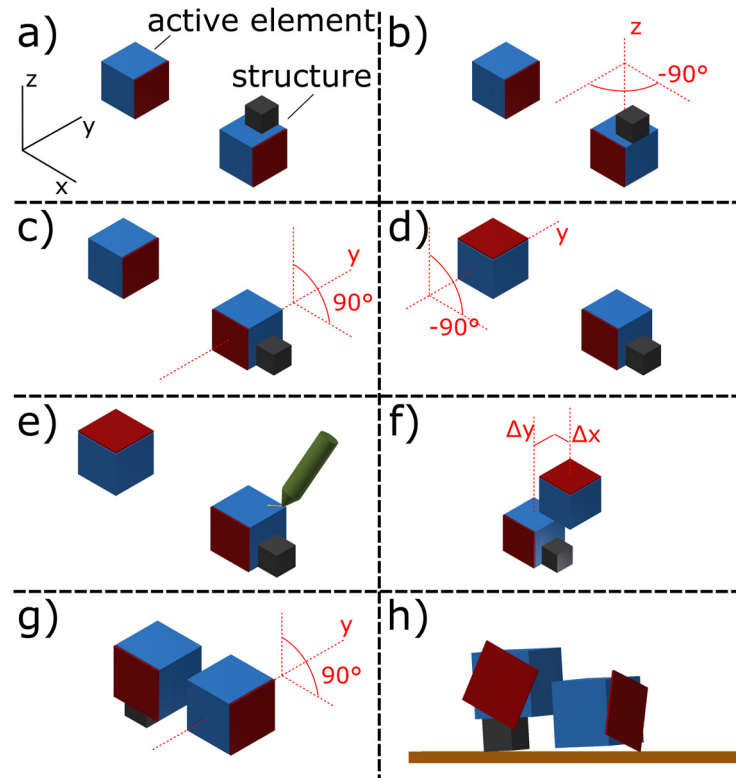 a)
active element
structure
z
y
x
b)
z
-90°
c)
y
90°
d)
y
-90°
e)
f)
Δy
Δx
g)
y
90°
h)